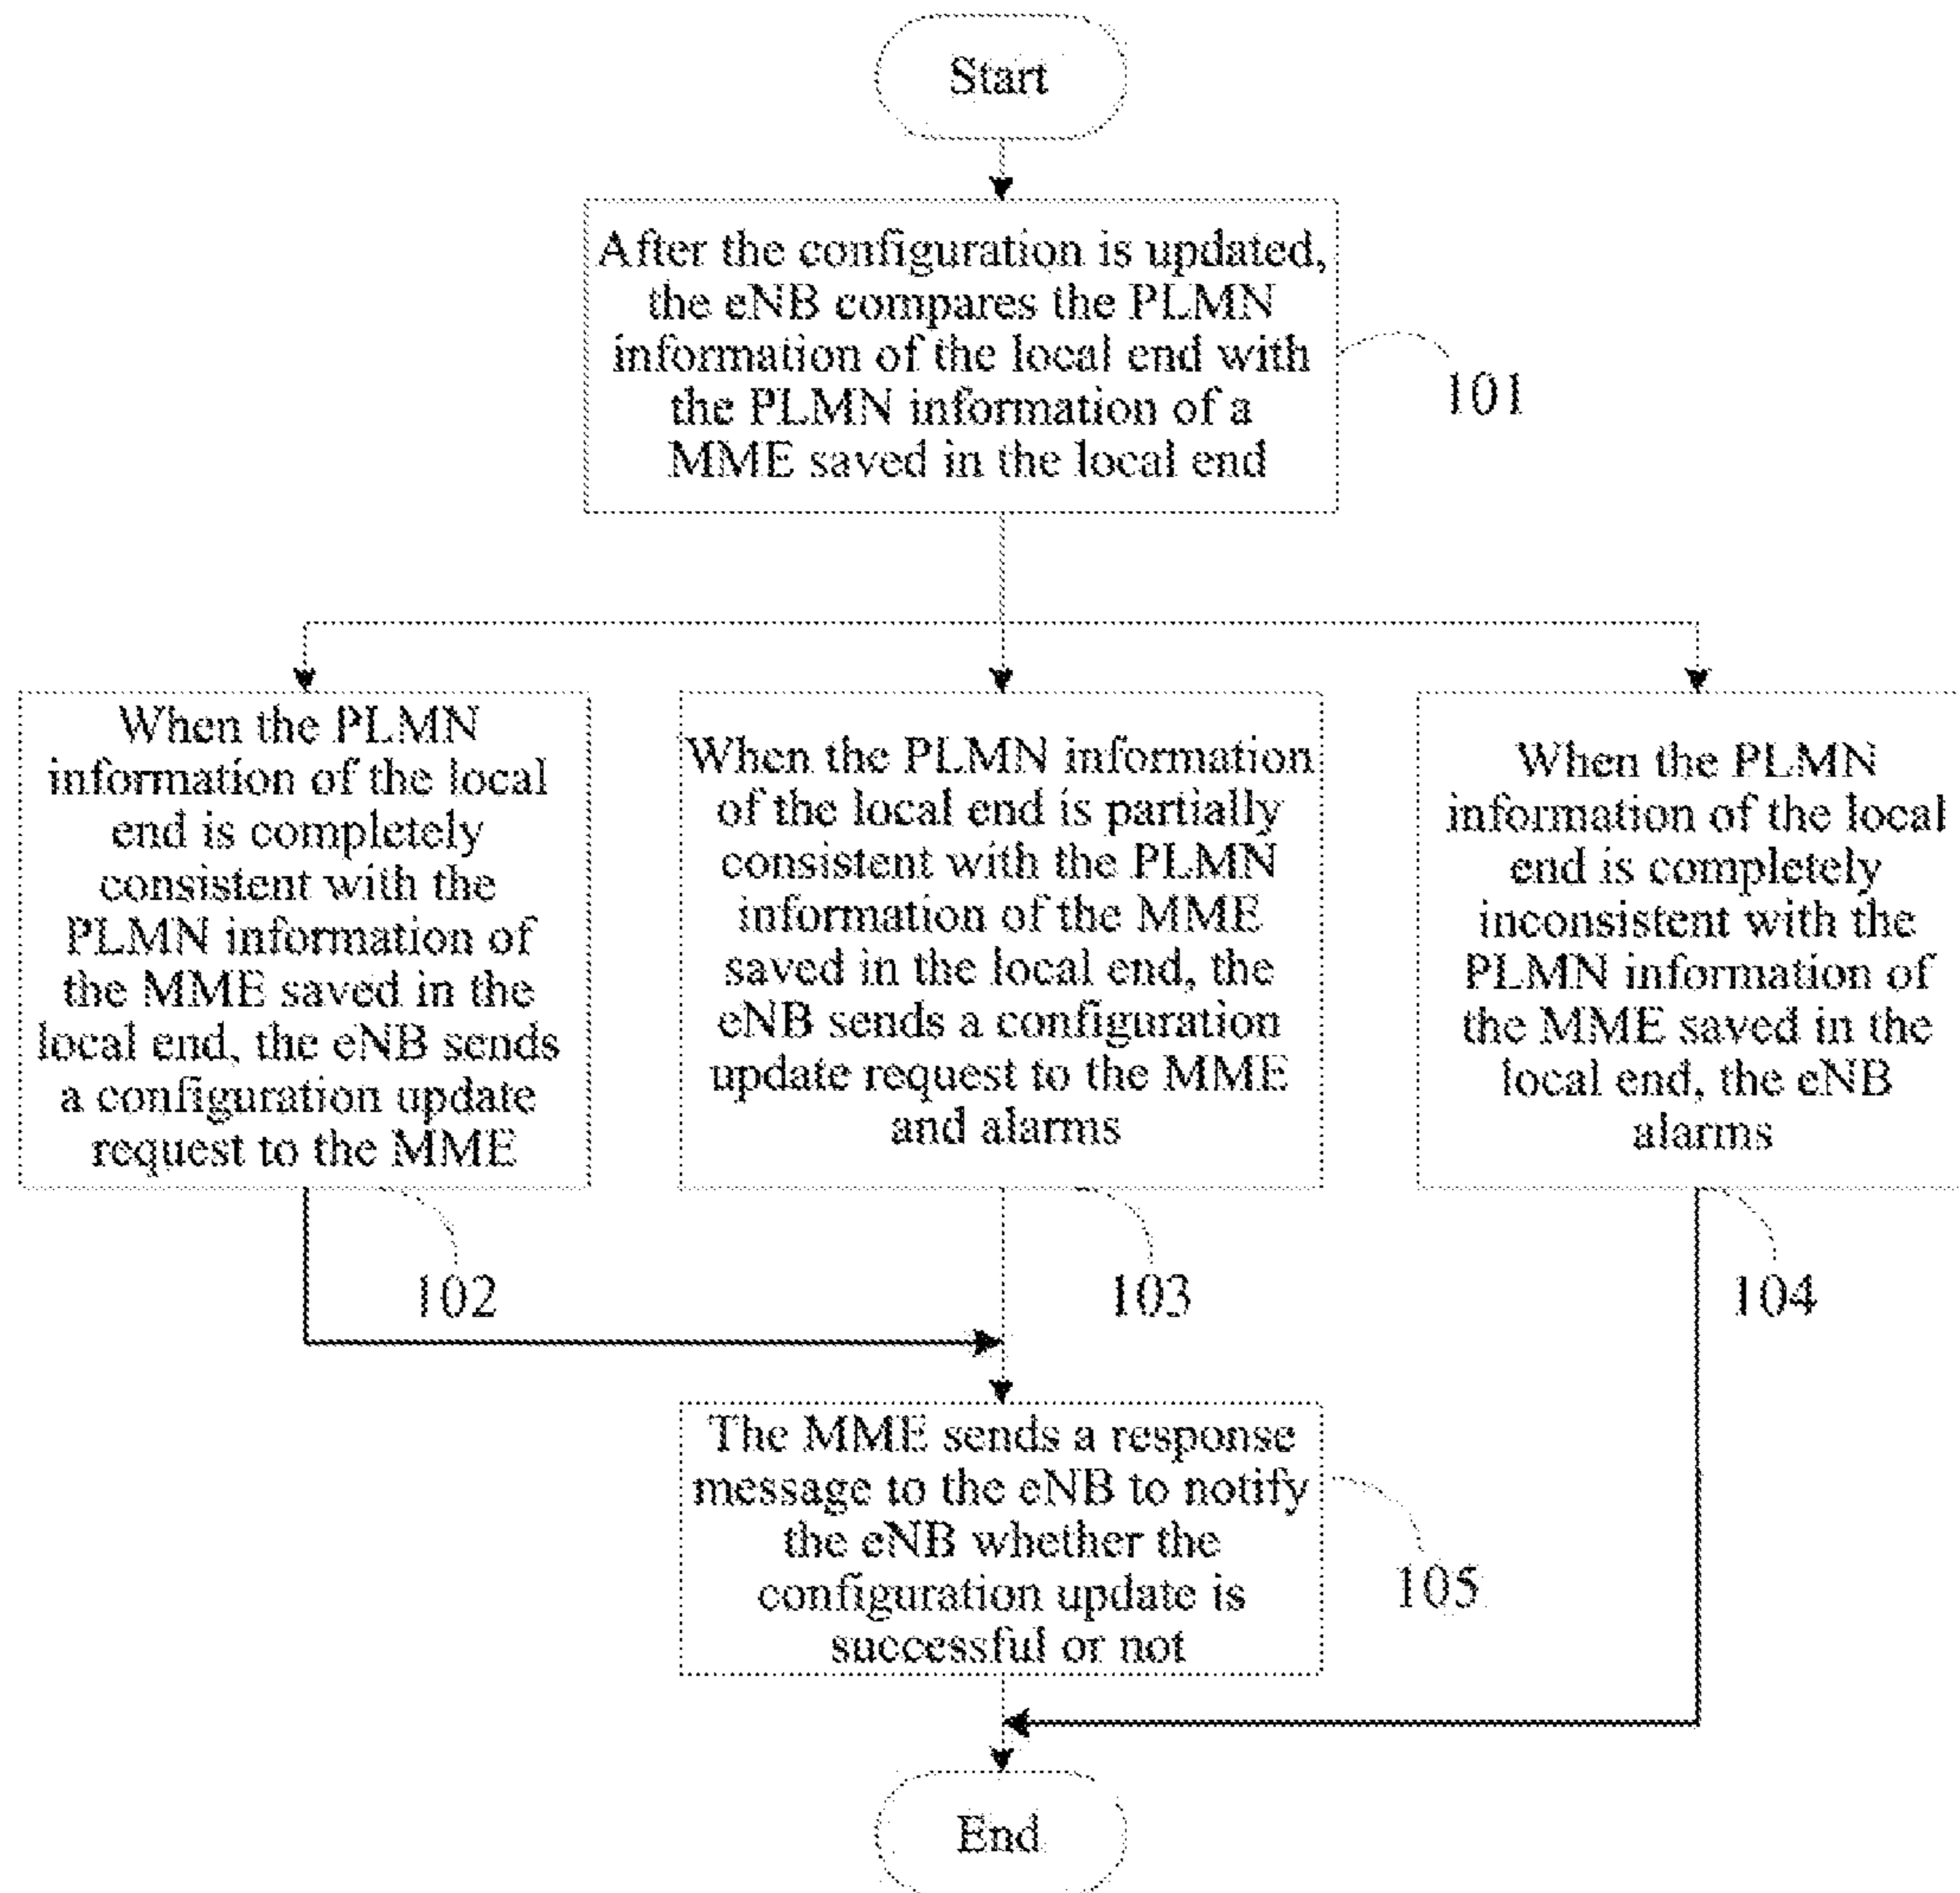 Start
After the configuration is updated,
the eNB compares the PLMN
information of the local end with
the PLMN information of a
MME saved in the local end
101
When the PLMN
information of the local
end is completely
consistent with the
PLMN information of
the MME saved in the
local end, the eNB sends
a configuration update
request to the MME
102
When the PLMN information
of the local end is partially
consistent with the PLMN
information of the MME
saved in the local end, the
eNB sends a configuration
update request to the MME
and alarms
103
When the PLMN
information of the local
end is completely
inconsistent with the
PLMN information of
the MME saved in the
local end, the eNB
alarms
104
The MME sends a response
message to the eNB to notify
the eNB whether the
configuration update is
successful or not
105
End